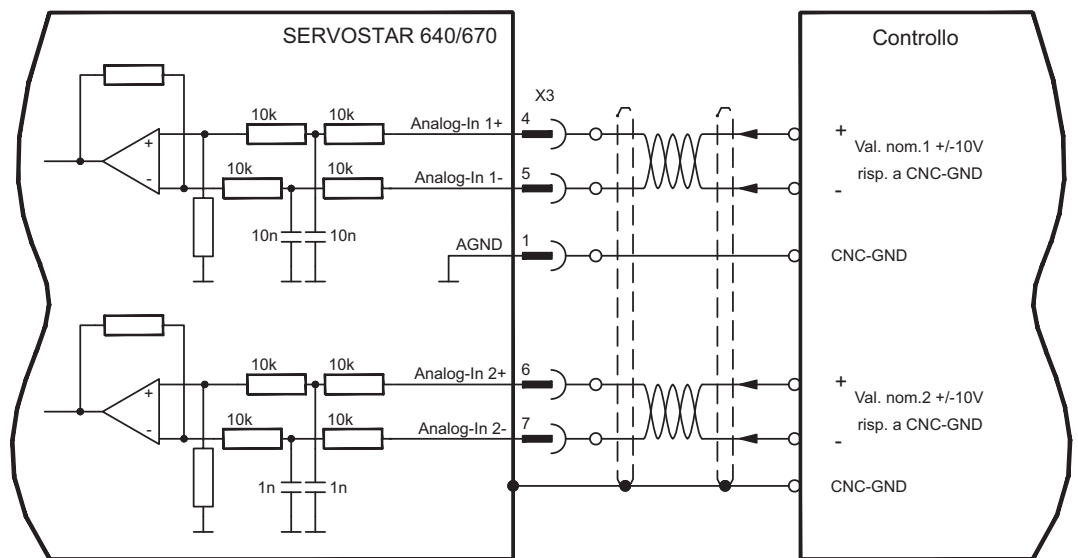 SERVOSTAR 640/670
Controllo
X3
10k
10k
Analog-In 1+
4
+
+
Val. nom.1 +/-10V
risp. a CNC-GND
-
10k
10k
Analog-In 1-
5
-
10n
10n
AGND
1
CNC-GND
10k
10k
Analog-In 2+
6
+
+
Val. nom.2 +/-10V
risp. a CNC-GND
-
10k
10k
Analog-In 2-
7
-
1n
1n
CNC-GND